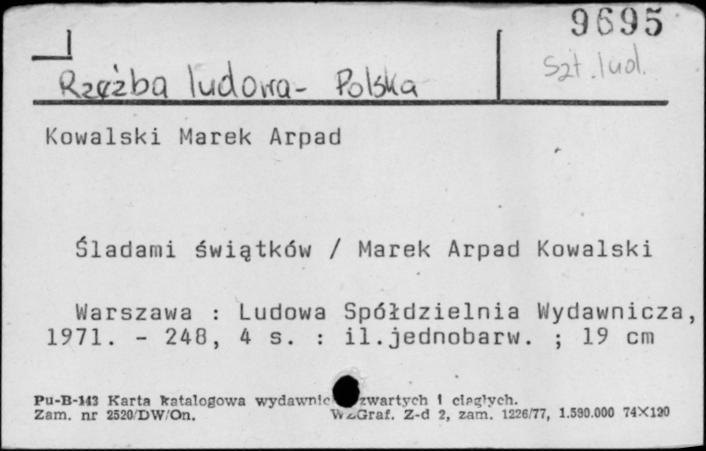 9695
Szt. lud.
Rzeźba ludowa - Polska
Kowalski Marek Arpad
Śladami świątków / Marek Arpad Kowalski
Warszawa : Ludowa Spółdzielnia Wydawnicza,
1971. - 248, 4 s. : il.jednobarw. ; 19 cm
Pu-B-143 Karta katalogowa wydawnic zwartych i ciągłych.
Zam. nr 2520/DW/On. WZGraf. Z-d 2, zam. 1226/77, 1.590.000 74X120